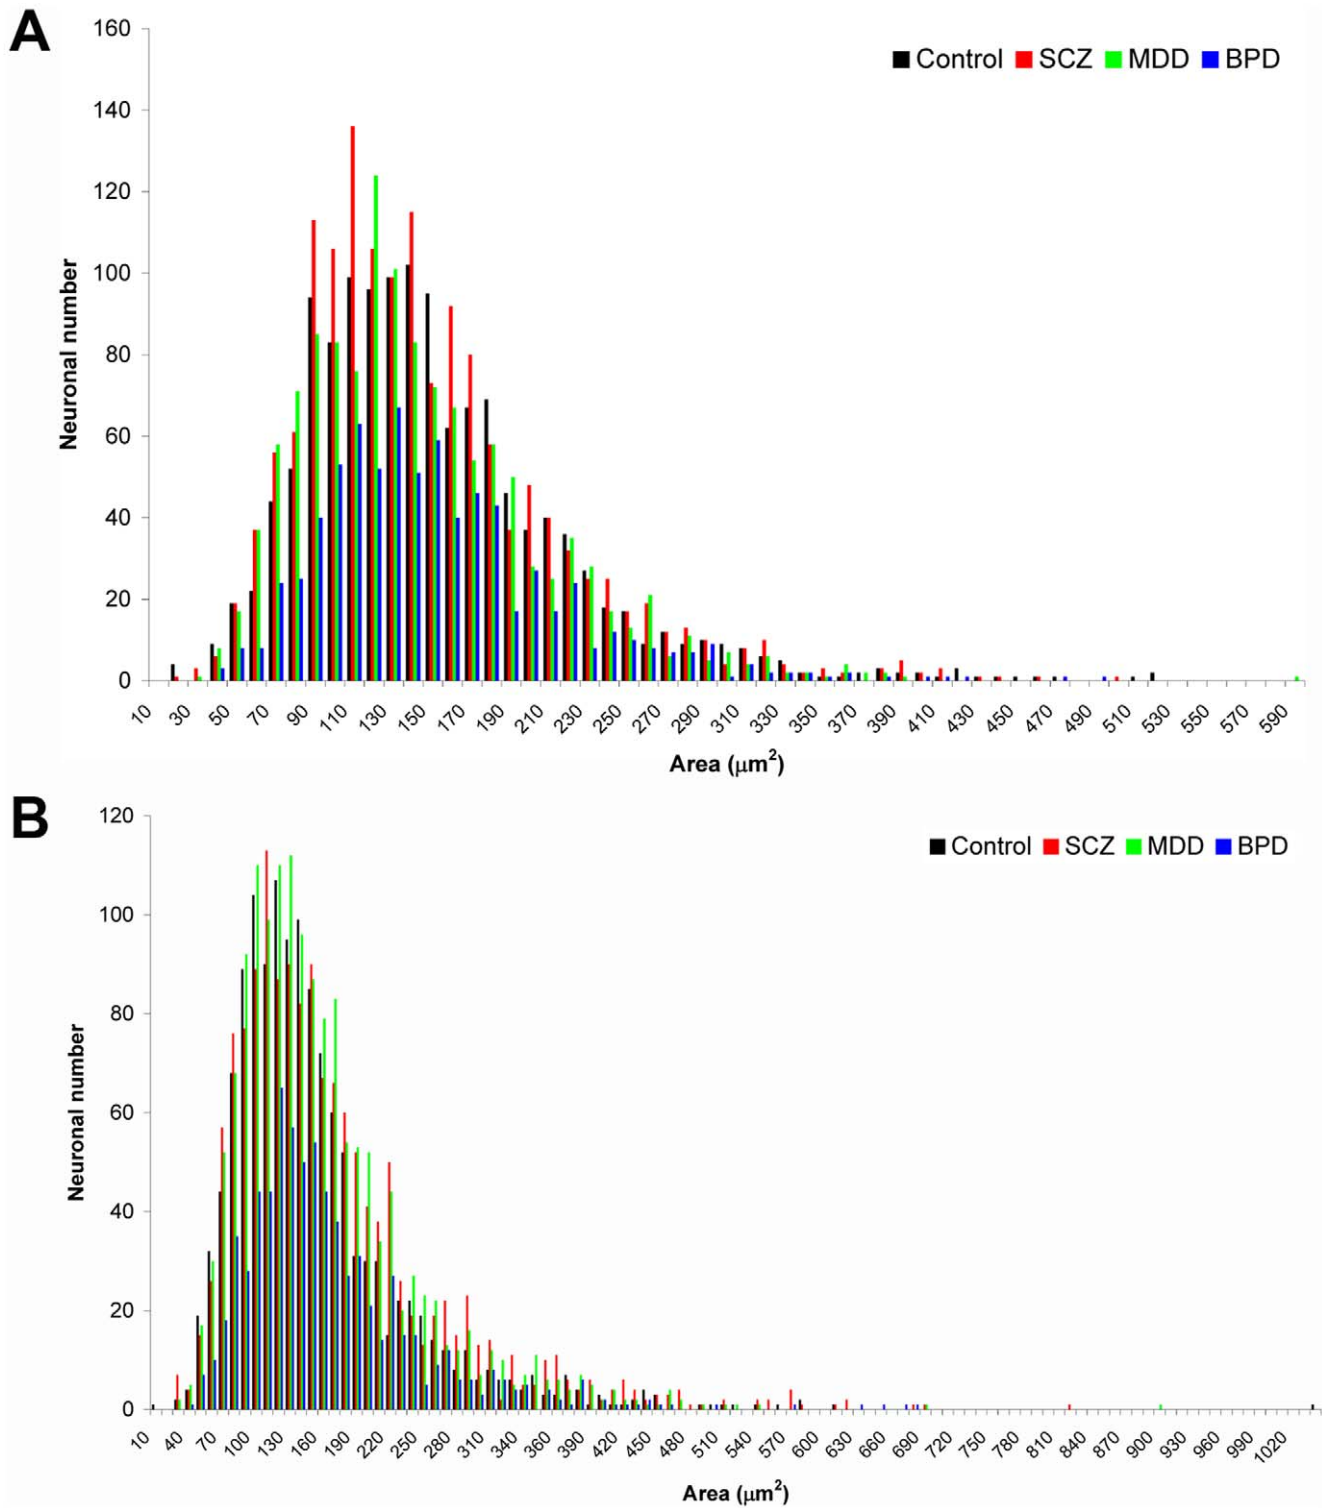 A
160
140
120
100
80
60
40
20
0
Neuronal number
Control SCZ MDD BPD
10 30 50 70 90 110 130 150 170 190 210 230 250 270 290 310 330 350 370 390 410 430 450 470 490 510 530 550 570 590
Area (μm²)
B
120
100
80
60
40
20
0
Neuronal number
Control SCZ MDD BPD
10 40 70 100 130 160 190 220 250 280 310 340 360 390 420 450 480 510 540 570 600 630 690 720 750 780 810 840 870 900 930 960 990 1020
Area (μm²)